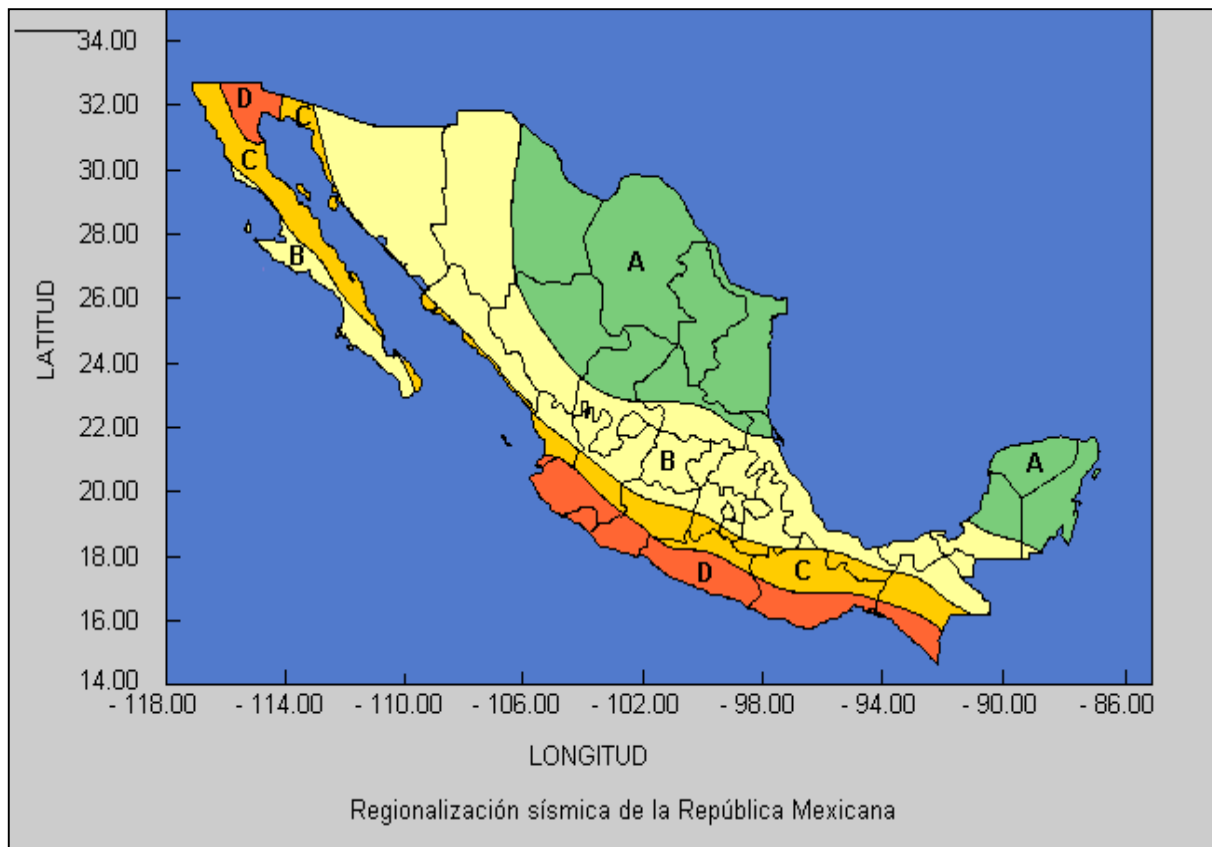 34.00
32.00
30.00
28.00
26.00
24.00
22.00
20.00
18.00
16.00
14.00
LATITUD
D
C
C
B
A
B
A
D
C
- 118.00 - 114.00 - 110.00 - 106.00 - 102.00 - 98.00 - 94.00 - 90.00 - 86.00
LONGITUD
Regionalización sísmica de la República Mexicana